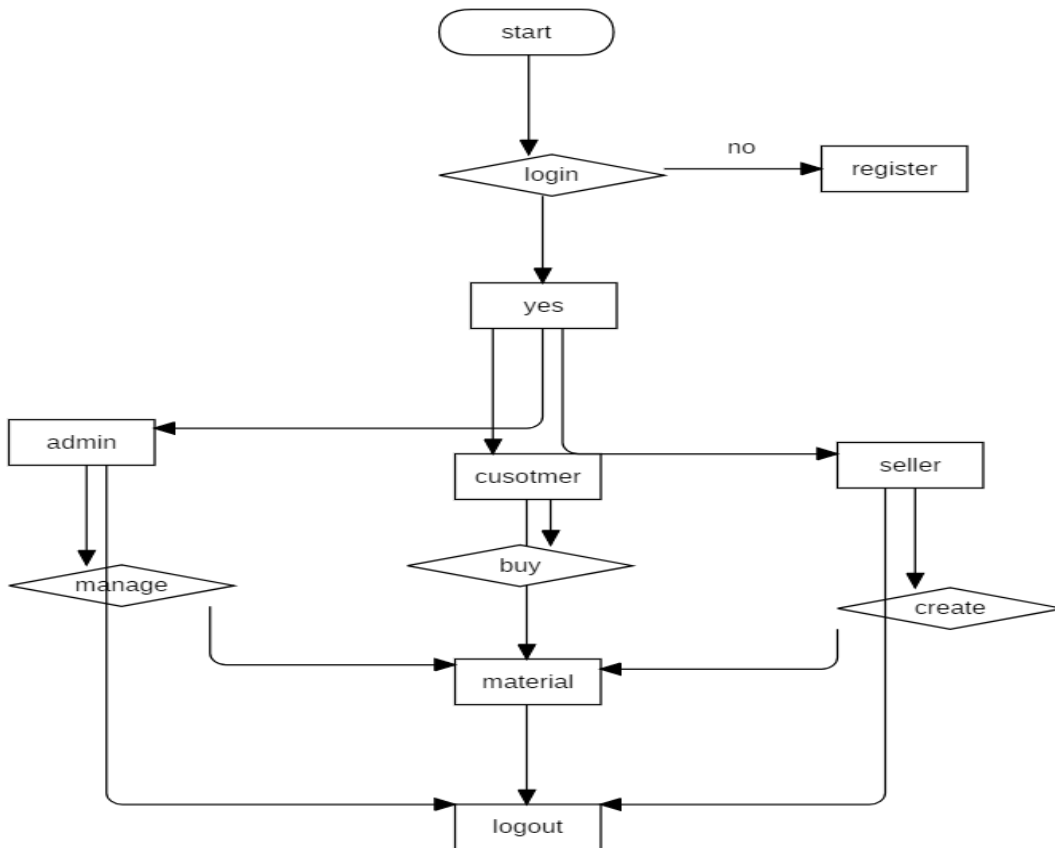 start
login
no
register
yes
admin
cusotmer
seller
manage
buy
create
material
logout